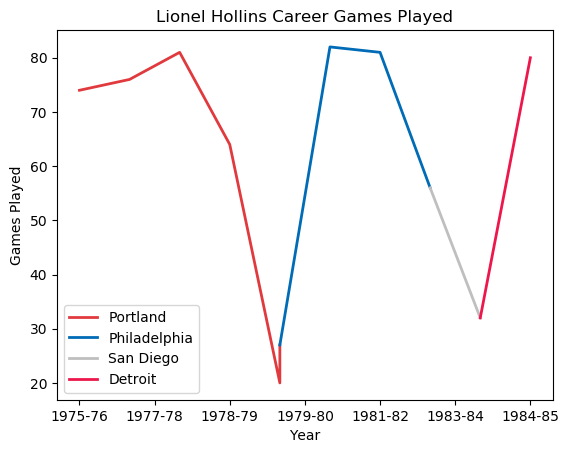 Lionel Hollins Career Games Played
Games Played
80
70
60
50
40
30
20
Portland
Philadelphia
San Diego
Detroit
1975-76 1977-78 1978-79 1979-80 1981-82 1983-84 1984-85
Year